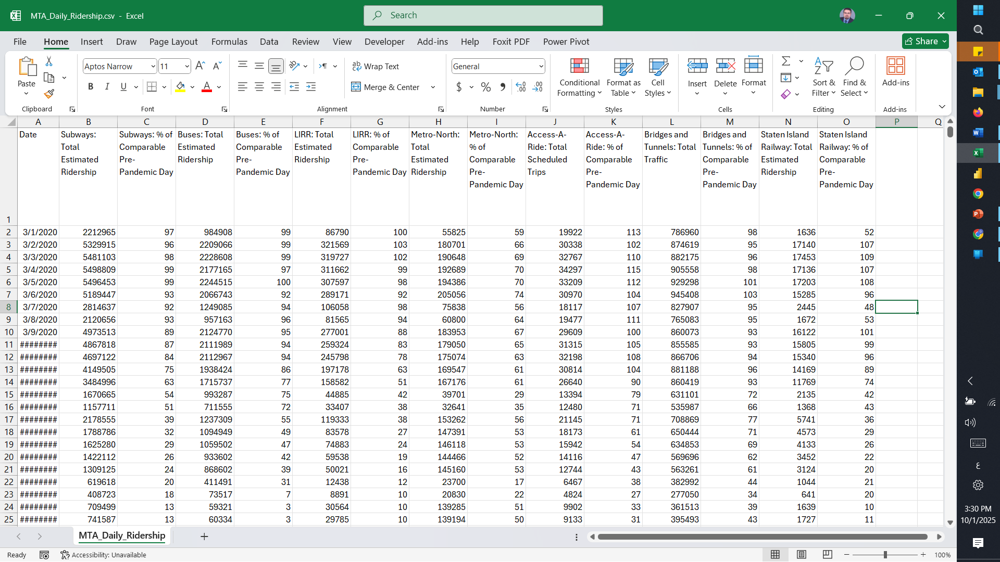 MTA_Daily_Ridership.csv - Excel
Search
File Home Insert Draw Page Layout Formulas Data Review View Developer Add-ins Help Foxit PDF Power Pivot Share
Paste
Clipboard
Aptos Narrow 11
B I U
Font
Wrap Text
Merge & Center
Alignment
General
$ % 9
Number
Conditional Formatting
Format as Table
Cell Styles
Styles
Insert Delete Format
Cells
Sort & Filter
Find & Select
Editing
Add-ins
Add-ins
A B C D E F G H I J K L M N O P Q
1 Date Subways: Total Estimated Ridership Subways: % of Comparable Pre-Pandemic Day Buses: Total Estimated Ridership Buses: % of Comparable Pre-Pandemic Day LIRR: Total Estimated Ridership LIRR: % of Comparable Pre-Pandemic Day Metro-North: Total Estimated Ridership Metro-North: % of Comparable Pre-Pandemic Day Access-A-Ride: Total Scheduled Trips Access-A-Ride: % of Comparable Pre-Pandemic Day Bridges and Tunnels: Total Traffic Bridges and Tunnels: % of Comparable Pre-Pandemic Day Staten Island Railway: Total Estimated Ridership Staten Island Railway: % of Comparable Pre-Pandemic Day
2 3/1/2020 2212965 97 984908 99 86790 100 55825 59 19922 113 786960 98 1636 52
3 3/2/2020 5329915 96 2209066 99 321569 103 180701 66 30338 102 874619 95 17140 107
4 3/3/2020 5481103 98 2228608 99 319727 102 190648 69 32767 110 882175 96 17453 109
5 3/4/2020 5498809 99 2177165 97 311662 99 192689 70 34297 115 905558 98 17136 107
6 3/5/2020 5496453 99 2244515 100 307597 98 194386 70 33209 112 929298 101 17203 108
7 3/6/2020 5189447 93 2066743 92 289171 92 205056 74 30970 104 945408 103 15285 96
8 3/7/2020 2814637 92 1249085 94 106058 98 75838 56 18117 107 827907 95 2445 48
9 3/8/2020 2120656 93 957163 96 81565 94 60800 64 19477 111 765083 95 1672 53
10 3/9/2020 4973513 89 2124770 95 277001 88 183953 67 29609 100 860073 93 16122 101
11 ######## 4867818 87 2111989 94 259324 83 179050 65 31315 105 855585 93 15805 99
12 ######## 4697122 84 2112967 94 245798 78 175074 63 32198 108 866706 94 15340 96
13 ######## 4149505 75 1938424 86 197178 63 169547 61 30814 104 881188 96 14169 89
14 ######## 3484996 63 1715737 77 158582 51 167176 61 26640 90 860419 93 11769 74
15 ######## 1670665 54 993287 75 44885 42 39701 29 13394 79 631101 72 2135 42
16 ######## 1157711 51 711555 72 33407 38 32641 35 12480 71 535987 66 1368 43
17 ######## 2178555 39 1237309 55 119333 38 153262 56 21145 71 708869 77 5741 36
18 ######## 1788786 32 1094949 49 83578 27 147391 53 18173 61 650444 71 4573 29
19 ######## 1625280 29 1059502 47 74883 24 146118 53 15942 54 634853 69 4133 26
20 ######## 1422112 26 933602 42 59538 19 144466 52 14116 47 569696 62 3452 22
21 ######## 1309125 24 868602 39 50021 16 145160 53 12744 43 563261 61 3124 20
22 ######## 619618 20 411491 31 12438 12 23700 17 6467 38 382992 44 1044 21
23 ######## 408723 18 73517 7 8891 10 20830 22 4824 27 277050 34 641 20
24 ######## 709499 13 59321 3 30564 10 139285 51 9902 33 361513 39 1639 10
25 ######## 741587 13 60334 3 29785 10 139194 50 9133 31 395493 43 1727 11
MTA_Daily_Ridership
Ready Accessibility: Unavailable 100%
ع
3:30 PM
10/1/2025